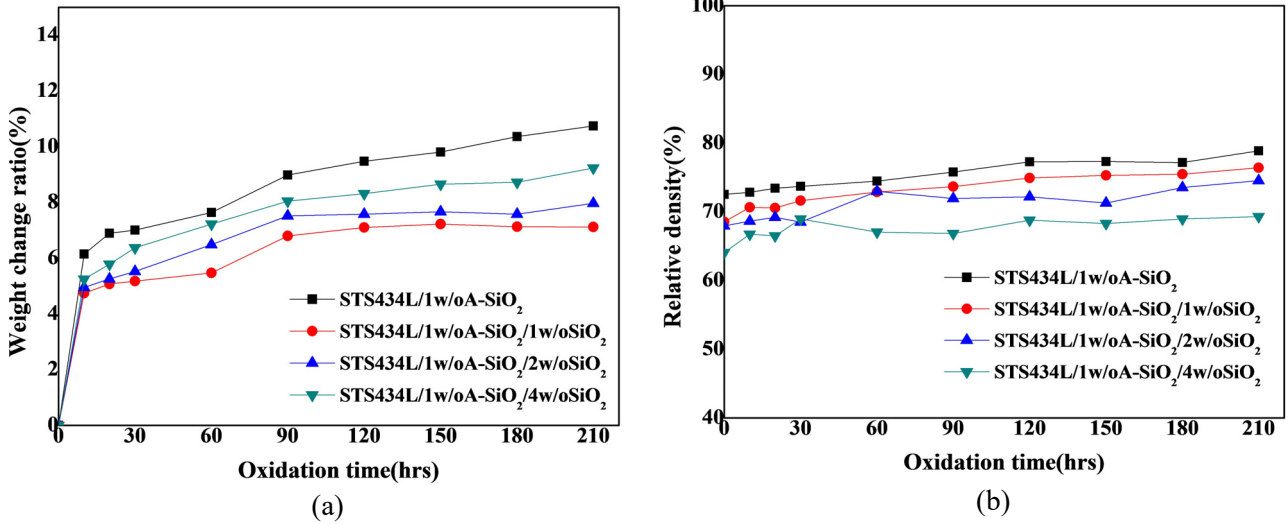 14
12
10
8
6
4
2
0
Weight change ratio(%)
STS434L/1w/oA-SiO₂
STS434L/1w/oA-SiO₂/1w/oSiO₂
STS434L/1w/oA-SiO₂/2w/oSiO₂
STS434L/1w/oA-SiO₂/4w/oSiO₂
0 30 60 90 120 150 180 210
Oxidation time(hrs)
(a)
100
90
80
70
60
50
40
Relative density(%)
STS434L/1w/oA-SiO₂
STS434L/1w/oA-SiO₂/1w/oSiO₂
STS434L/1w/oA-SiO₂/2w/oSiO₂
STS434L/1w/oA-SiO₂/4w/oSiO₂
0 30 60 90 120 150 180 210
Oxidation time(hrs)
(b)